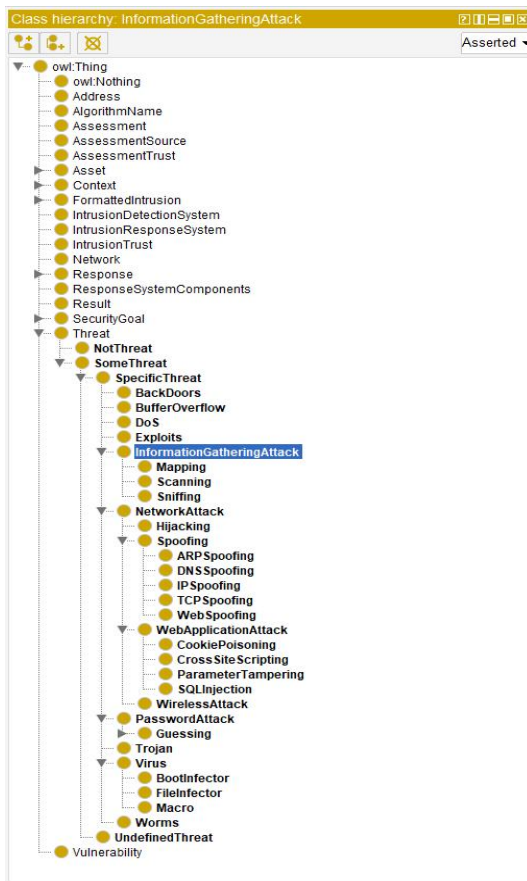 Class hierarchy: InformationGatheringAttack
Asserted
owl:Thing
owl:Nothing
Address
AlgorithmName
Assessment
AssessmentSource
AssessmentTrust
Asset
Context
FormattedIntrusion
IntrusionDetectionSystem
IntrusionResponseSystem
IntrusionTrust
Network
Response
ResponseSystemComponents
Result
SecurityGoal
Threat
NotThreat
SomeThreat
SpecificThreat
BackDoors
BufferOverflow
DoS
Exploits
InformationGatheringAttack
Mapping
Scanning
Sniffing
NetworkAttack
Hijacking
Spoofing
ARPSpoofing
DNSSpoofing
IPSpoofing
TCPSpoofing
WebSpoofing
WebApplicationAttack
CookiePoisoning
CrossSiteScripting
ParameterTampering
SQLInjection
WirelessAttack
PasswordAttack
Guessing
Trojan
Virus
BootInfector
FileInfector
Macro
Worms
UndefinedThreat
Vulnerability